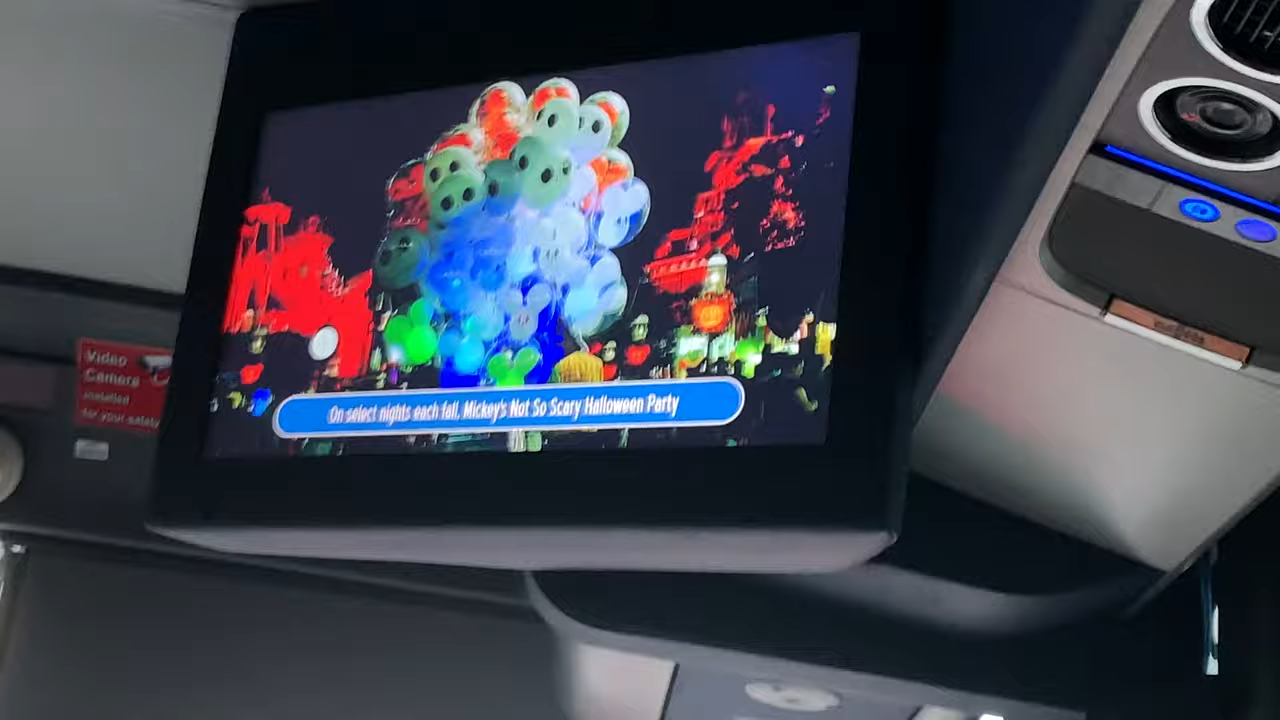 On select nights each fall, Mickey's Not So Scary Halloween Party
Video
Camera
installed
for your safety